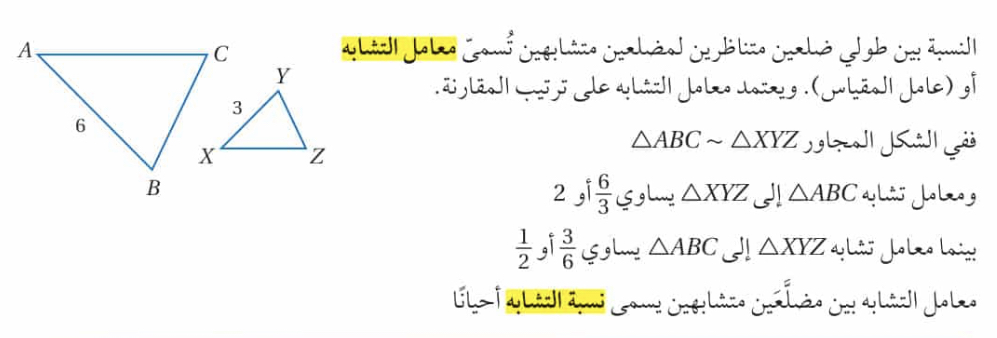 النسبة بين طولي ضلعين متناظرين لمضلعين متشابهين تُسمىّ معامل التشابه
أو (عامل المقياس). ويعتمد معامل التشابه على ترتيب المقارنة.
ففي الشكل المجاور △ABC ~ △XYZ
ومعامل تشابه △ABC إلى △XYZ يساوي 6/3 أو 2
بينما معامل تشابه △XYZ إلى △ABC يساوي 3/6 أو 1/2
معامل التشابه بين مضلَّعَين متشابهين يسمى نسبة التشابه أحيانًا
A
C
6
B
Y
3
X
Z